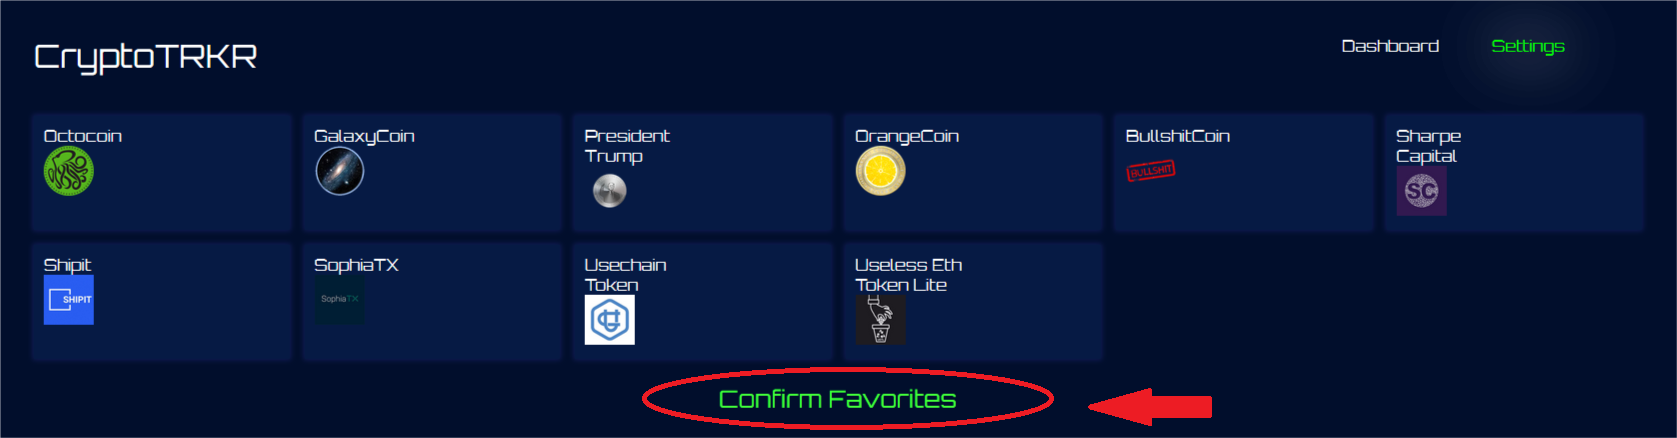 CryptoTRKR
Dashboard
Settings
Octocoin
GalaxyCoin
President
Trump
OrangeCoin
BullshitCoin
BULLSHIT
Sharpe
Capital
SC
Shipit
SHIPIT
SophiaTX
SophiaTX
Usechain
Token
Useless Eth
Token Lite
Confirm Favorites